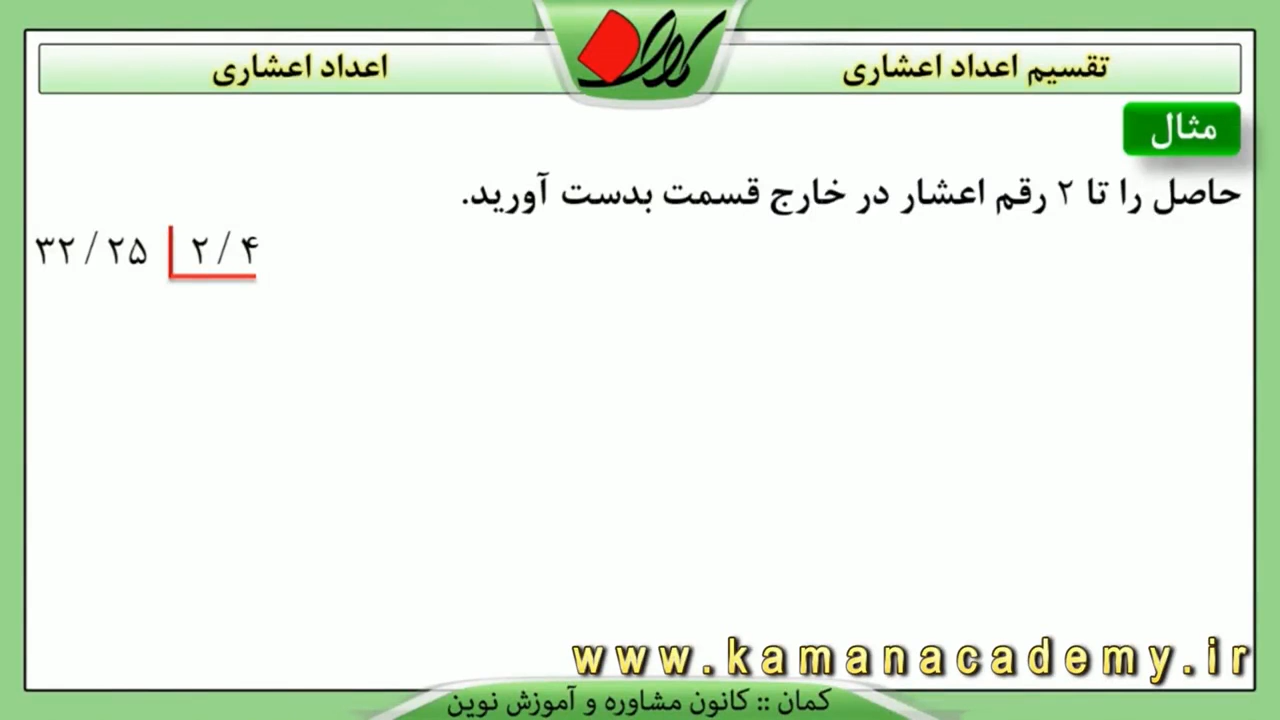 تقسیم اعداد اعشاری
اعداد اعشاری
مثال
حاصل را تا ۲ رقم اعشار در خارج قسمت بدست آورید.
۳۲ / ۲۵ ۲ / ۴
www.kamanacademy.ir
کمان :: کانون مشاوره و آموزش نوین